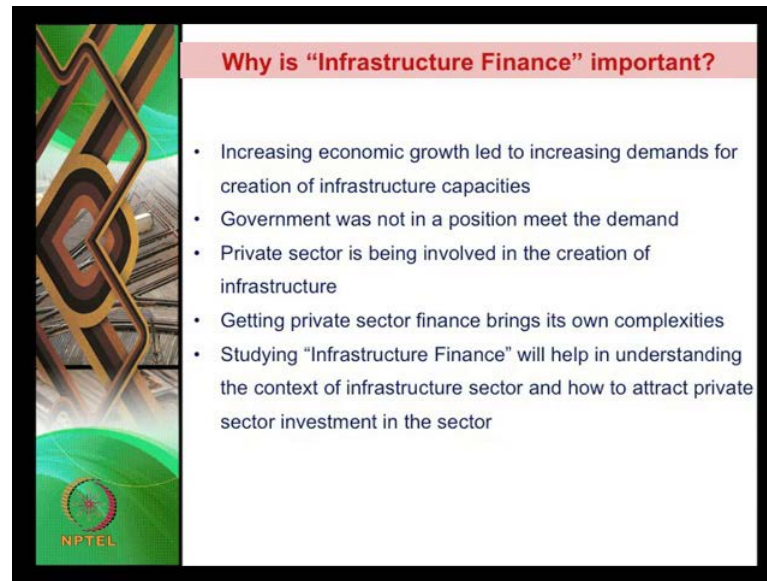 Why is “Infrastructure Finance” important?
• Increasing economic growth led to increasing demands for
creation of infrastructure capacities
• Government was not in a position meet the demand
• Private sector is being involved in the creation of
infrastructure
• Getting private sector finance brings its own complexities
• Studying “Infrastructure Finance” will help in understanding
the context of infrastructure sector and how to attract private
sector investment in the sector
NPTEL